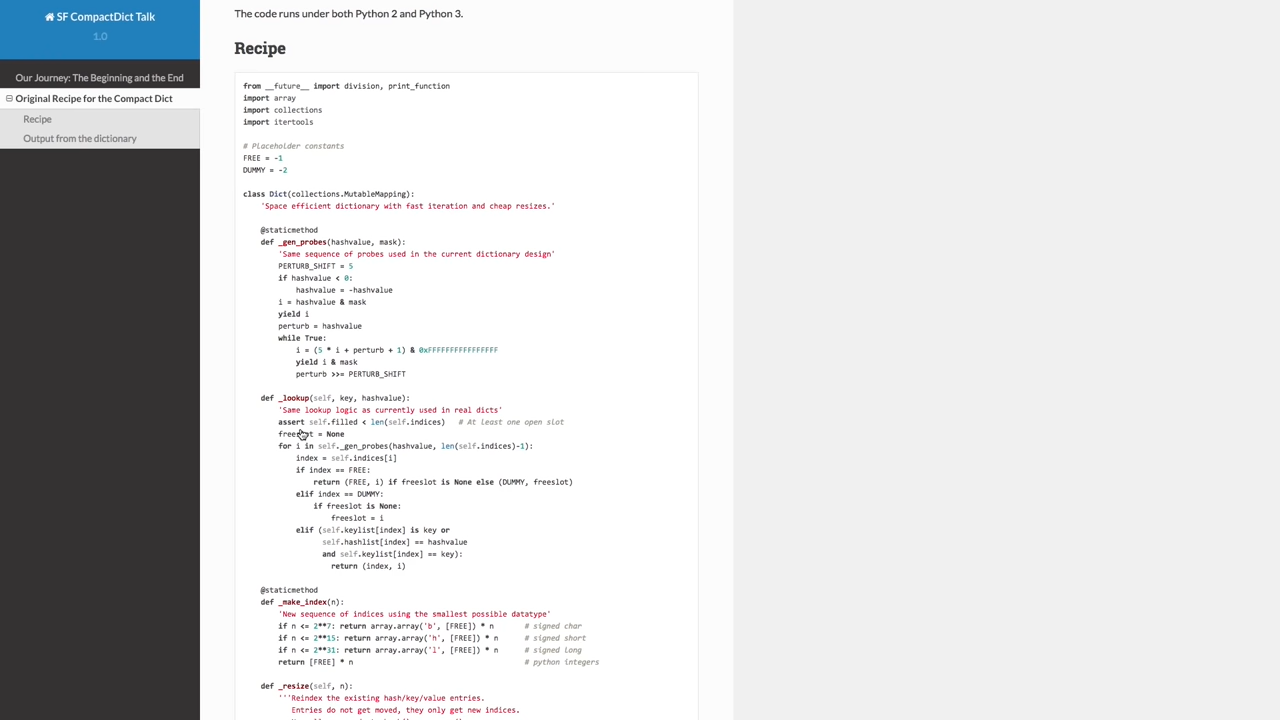 SF CompactDict Talk
1.0
Our Journey: The Beginning and the End
Original Recipe for the Compact Dict
Recipe
Output from the dictionary
The code runs under both Python 2 and Python 3.
Recipe
from __future__ import division, print_function
import array
import collections
import itertools
# Placeholder constants
FREE = -1
DUMMY = -2
class Dict(collections.MutableMapping):
'Space efficient dictionary with fast iteration and cheap resizes.'
@staticmethod
def _gen_probes(hashvalue, mask):
'Same sequence of probes used in the current dictionary design'
PERTURB_SHIFT = 5
if hashvalue < 0:
hashvalue = -hashvalue
i = hashvalue & mask
yield i
perturb = hashvalue
while True:
i = (5 * i + perturb + 1) & 0xFFFFFFFFFFFFFFFF
yield i & mask
perturb >>= PERTURB_SHIFT
def _lookup(self, key, hashvalue):
'Same lookup logic as currently used in real dicts'
assert self.filled < len(self.indices) # At least one open slot
freeslot = None
for i in self._gen_probes(hashvalue, len(self.indices)-1):
index = self.indices[i]
if index == FREE:
return (FREE, i) if freeslot is None else (DUMMY, freeslot)
elif index == DUMMY:
if freeslot is None:
freeslot = i
elif (self.keylist[index] is key or
self.hashlist[index] == hashvalue
and self.keylist[index] == key):
return (index, i)
@staticmethod
def _make_index(n):
'New sequence of indices using the smallest possible datatype'
if n <= 2**7: return array.array('b', [FREE]) * n # signed char
if n <= 2**15: return array.array('h', [FREE]) * n # signed short
if n <= 2**31: return array.array('l', [FREE]) * n # signed long
return [FREE] * n # python integers
def _resize(self, n):
'''Reindex the existing hash/key/value entries.
Entries do not get moved, they only get new indices.